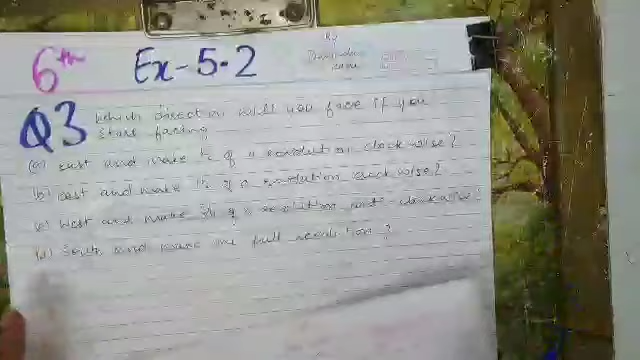 6th Ex-5.2
By
Q3 Which direction will you face if you
start facing
(a) East and make 1/2 of a revolution clockwise?
(b) East and make 1½ of a revolution clockwise?
(c) West and make 3/4 of a revolution anti clockwise?
(d) South and make one full revolution?